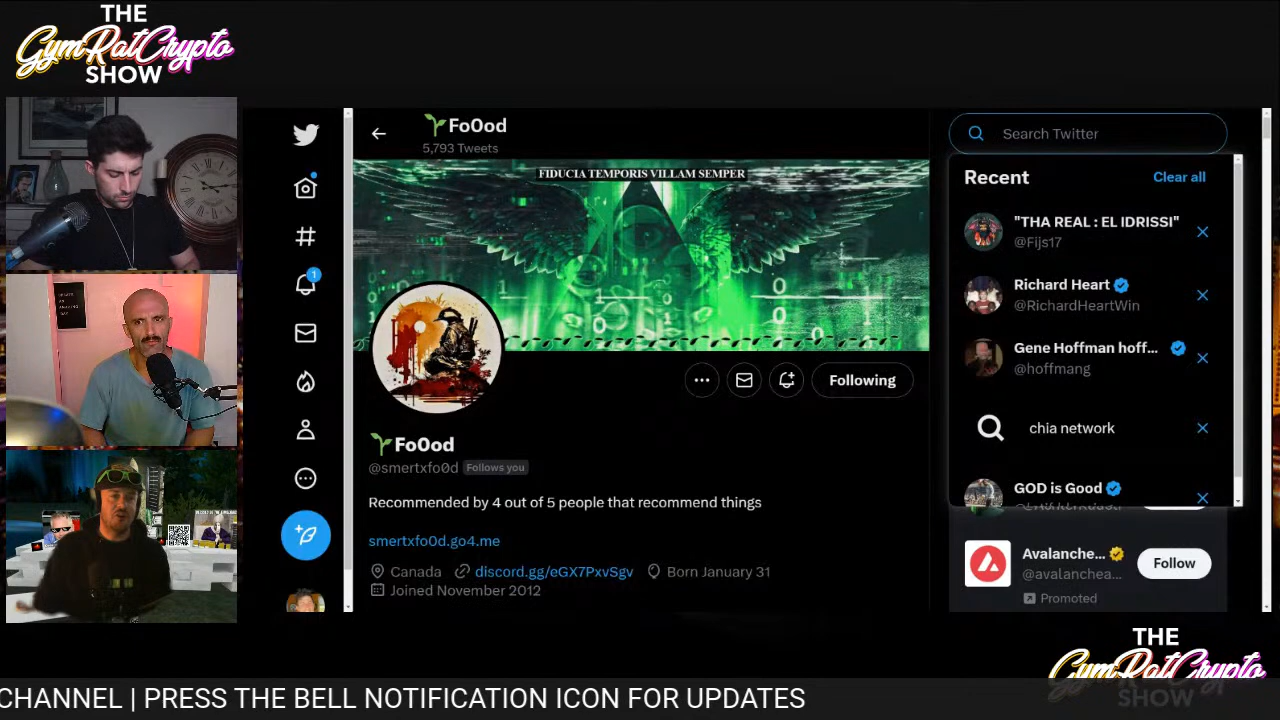 THE
GymRatCrypto
SHOW
Fo0od
5,793 Tweets
FIDUCIA TEMPORIS VILLAM SEMPER
Following
Fo0od
@smertxfo0d Follows you
Recommended by 4 out of 5 people that recommend things
smertxfo0d.go4.me
Canada discord.gg/eGX7PxvSgv Born January 31
Joined November 2012
1
Search Twitter
Recent Clear all
"THA REAL : EL IDRISSI"
@Fijs17
Richard Heart
@RichardHeartWin
Gene Hoffman hoff...
@hoffmang
chia network
GOD is Good
Avalanche...
@avalanchea...
Follow
Promoted
THE
GymRatCrypto
SHOW
CHANNEL | PRESS THE BELL NOTIFICATION ICON FOR UPDATES